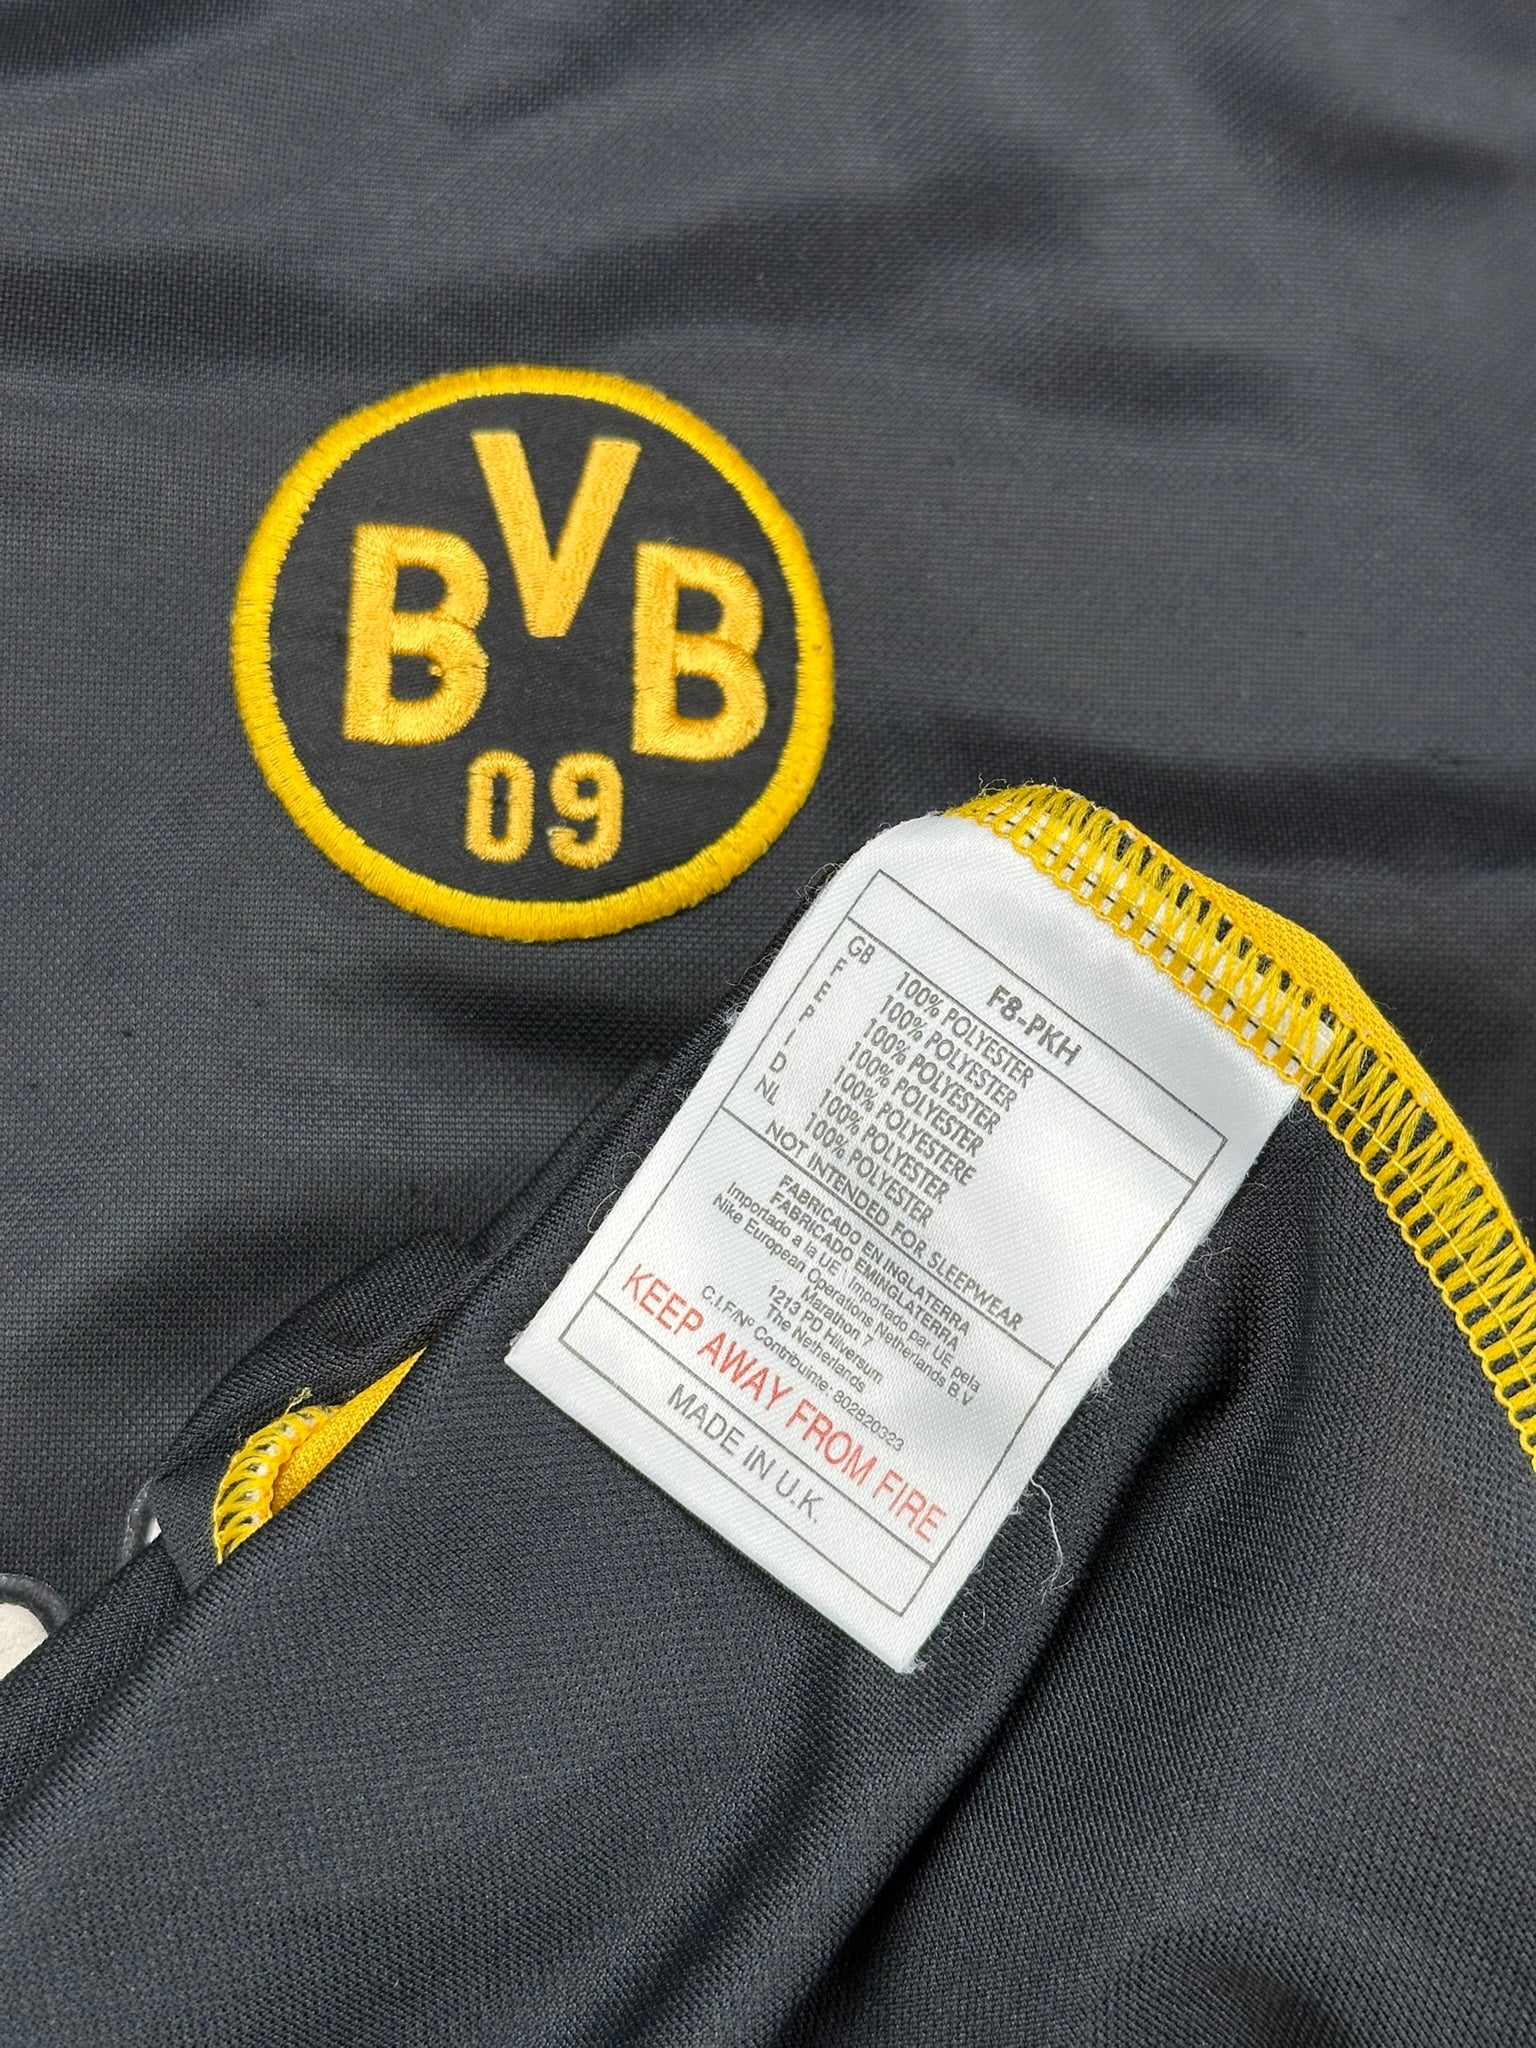 BVB
09
F8-PKH
GB 100% POLYESTER
F 100% POLYESTER
E 100% POLYESTER
P 100% POLYESTER
I 100% POLYESTERE
D 100% POLYESTER
NL 100% POLYESTER
NOT INTENDED FOR SLEEPWEAR
FABRICADO EN INGLATERRA
FABRICADO EMINGLATERRA
Importado a la UE | Importado par UE pela
Nike European Operations Netherlands B.V
Marathon 7
1213 PD Hilversum
The Netherlands
C.I.F/Nº Contribuinte: 802820323
KEEP AWAY FROM FIRE
MADE IN U.K.